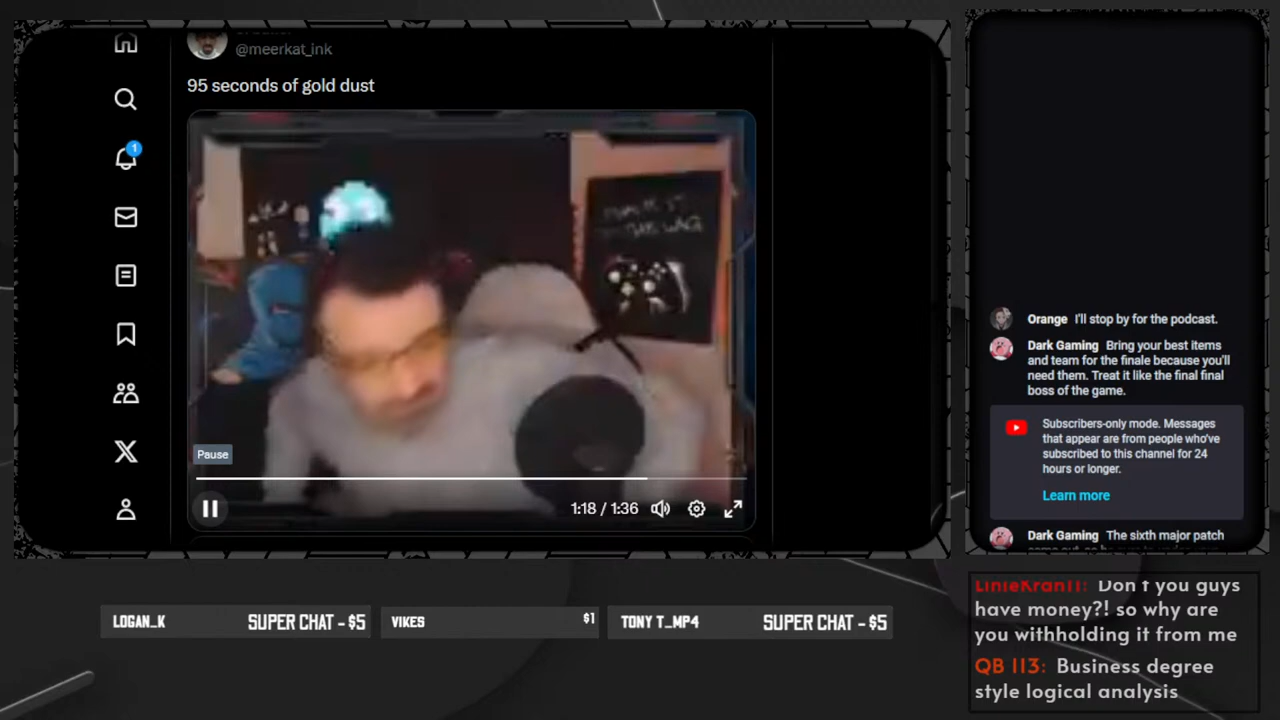 @meerkat_ink
95 seconds of gold dust
1
Pause
1:18 / 1:36
Orange I'll stop by for the podcast.
Dark Gaming Bring your best items
and team for the finale because you'll
need them. Treat it like the final final
boss of the game.
Subscribers-only mode. Messages
that appear are from people who've
subscribed to this channel for 24
hours or longer.
Learn more
Dark Gaming The sixth major patch
LOGAN_K SUPER CHAT - $5
VIKES $1
TONY T_MP4 SUPER CHAT - $5
Don't you guys
have money?! so why are
you withholding it from me
QB 113: Business degree
style logical analysis